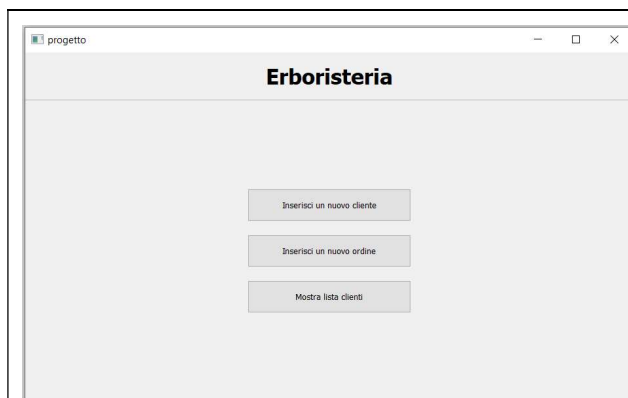 progetto
Erboristeria
Inserisci un nuovo cliente
Inserisci un nuovo ordine
Mostra lista clienti